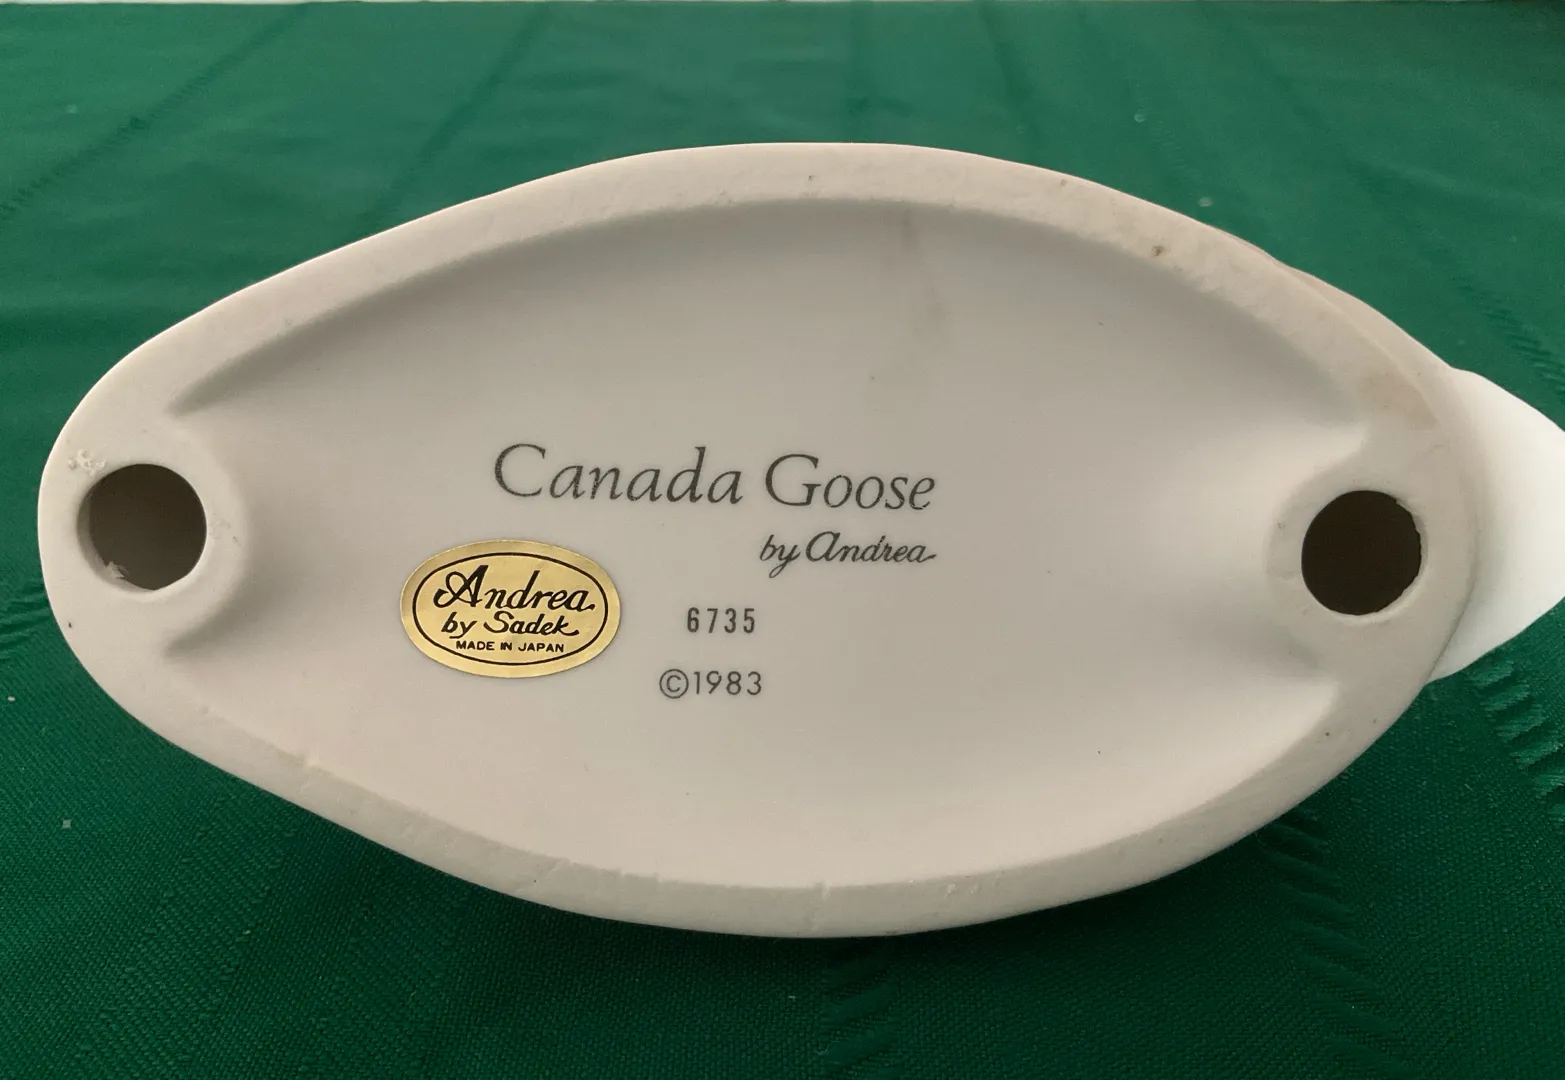 Canada Goose
by Andrea
Andrea
by Sadek
MADE IN JAPAN
6735
©1983